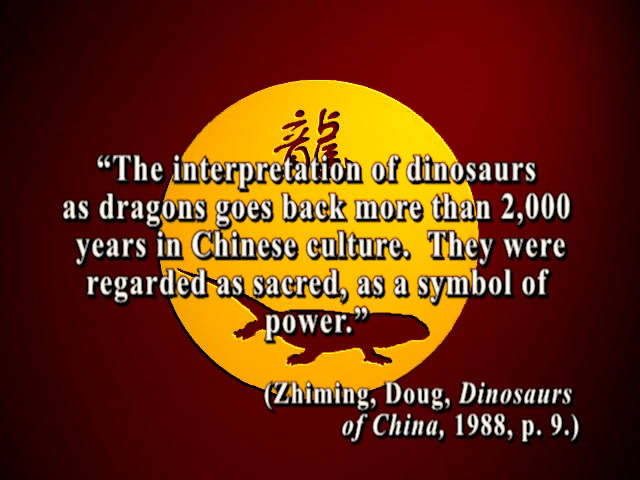 龍
“The interpretation of dinosaurs
as dragons goes back more than 2,000
years in Chinese culture. They were
regarded as sacred, as a symbol of
power.”
(Zhiming, Doug, Dinosaurs
of China, 1988, p. 9.)